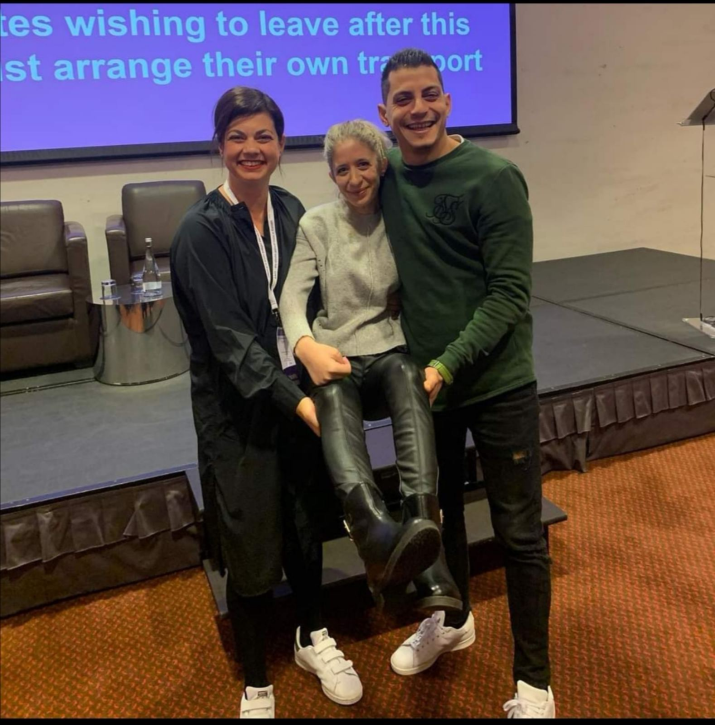 tes wishing to leave after this
st arrange their own tra port